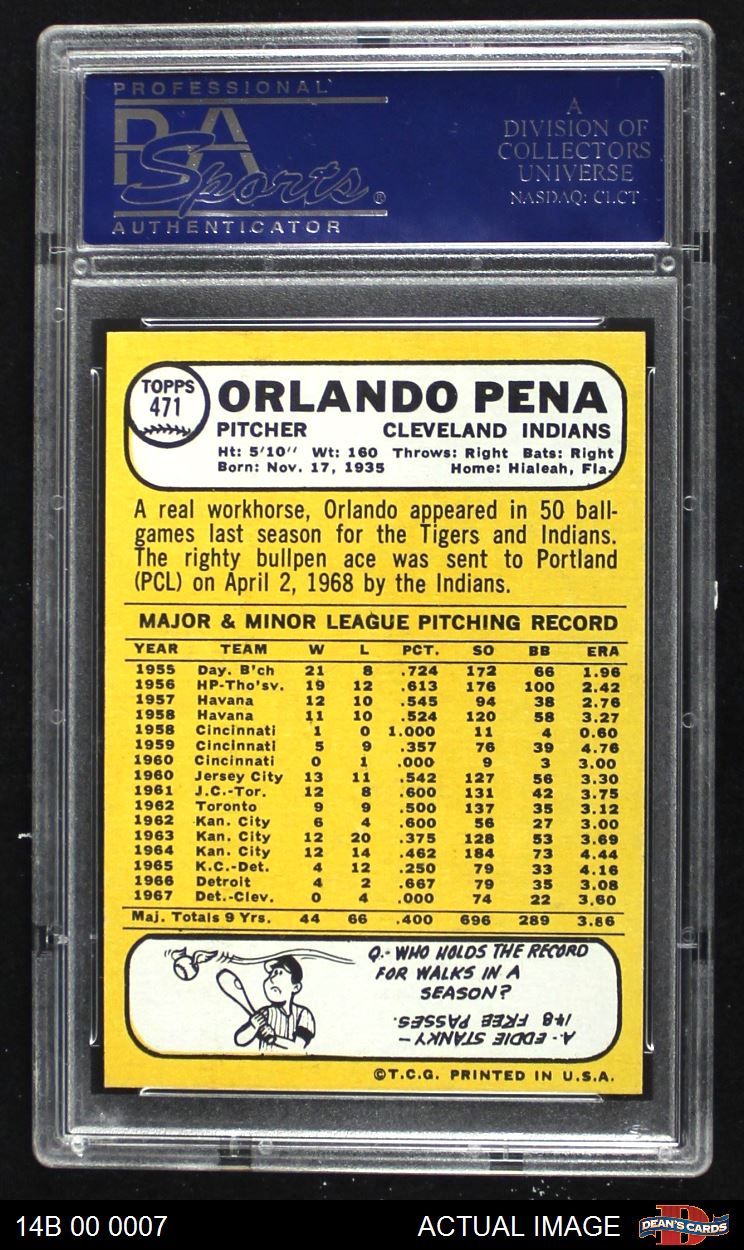 PROFESSIONAL
PSA
Sports ®
AUTHENTICATOR
A
DIVISION OF
COLLECTORS
UNIVERSE
NASDAQ: CLCT
TOPPS
471
ORLANDO PENA
PITCHER CLEVELAND INDIANS
Ht: 5'10" Wt: 160 Throws: Right Bats: Right
Born: Nov. 17, 1935 Home: Hialeah, Fla.
A real workhorse, Orlando appeared in 50 ball-
games last season for the Tigers and Indians.
The righty bullpen ace was sent to Portland
(PCL) on April 2, 1968 by the Indians.
MAJOR & MINOR LEAGUE PITCHING RECORD
YEAR TEAM W L PCT. SO BB ERA
1955 Day. B'ch 21 8 .724 172 66 1.96
1956 HP-Tho'sv. 19 12 .613 176 100 2.42
1957 Havana 12 10 .545 94 38 2.76
1958 Havana 11 10 .524 120 58 3.27
1958 Cincinnati 1 0 1.000 11 4 0.60
1959 Cincinnati 5 9 .357 76 39 4.76
1960 Cincinnati 0 1 .000 9 3 3.00
1960 Jersey City 13 11 .542 127 56 3.30
1961 J.C.-Tor. 12 8 .600 131 42 3.75
1962 Toronto 9 9 .500 137 35 3.12
1962 Kan. City 6 4 .600 56 27 3.00
1963 Kan. City 12 20 .375 128 53 3.69
1964 Kan. City 12 14 .462 184 73 4.44
1965 K.C.-Det. 4 12 .250 79 33 4.16
1966 Detroit 4 2 .667 79 35 3.08
1967 Det.-Clev. 0 4 .000 74 22 3.60
Maj. Totals 9 Yrs. 44 66 .400 696 289 3.86
Q.- WHO HOLDS THE RECORD
FOR WALKS IN A
SEASON?
A.- EDDIE STANKY —
148 FREE PASSES.
©T.C.G. PRINTED IN U.S.A.
14B 00 0007 ACTUAL IMAGE
DEAN'S CARDS